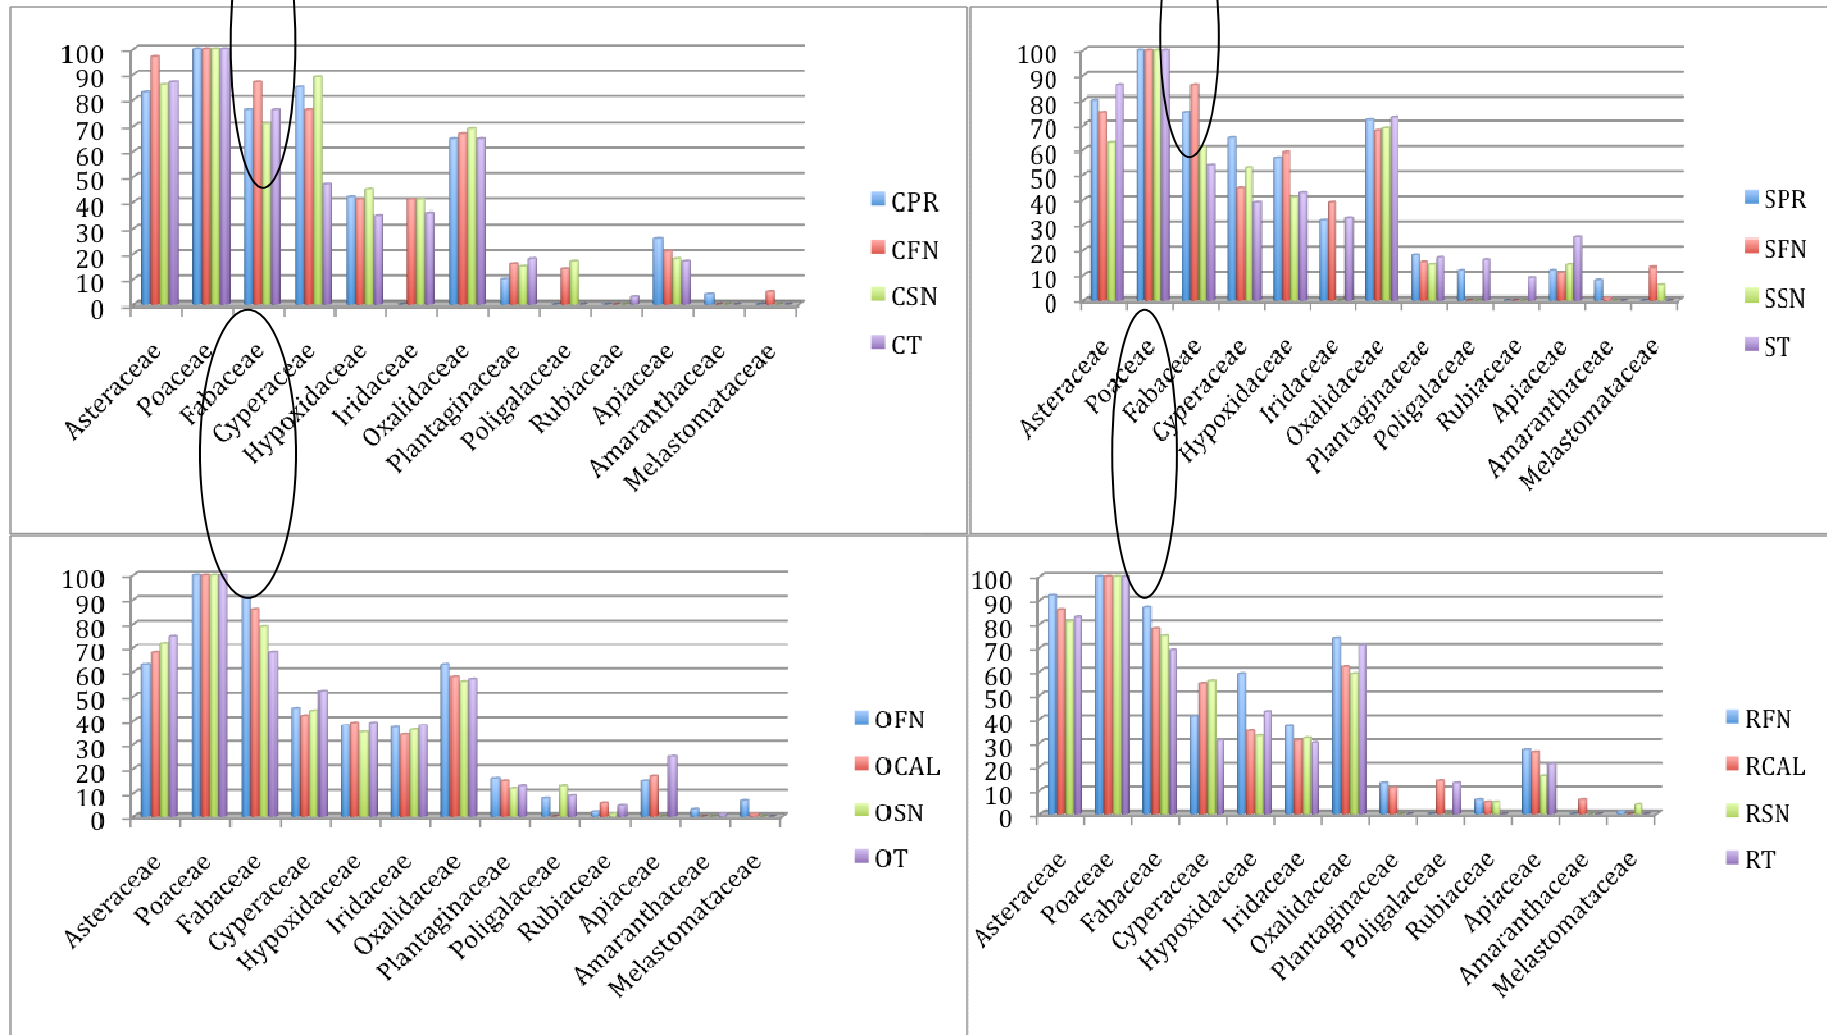 100
90
80
70
60
50
40
30
20
10
0
Asteraceae
Poaceae
Fabaceae
Cyperaceae
Hypoxidaceae
Iridaceae
Oxalidaceae
Plantaginaceae
Poligalaceae
Rubiaceae
Apiaceae
Amaranthaceae
Melastomataceae
CPR
CFN
CSN
CT
100
90
80
70
60
50
40
30
20
10
0
Asteraceae
Poaceae
Fabaceae
Cyperaceae
Hypoxidaceae
Iridaceae
Oxalidaceae
Plantaginaceae
Poligalaceae
Rubiaceae
Apiaceae
Amaranthaceae
Melastomataceae
SPR
SFN
SSN
ST
100
90
80
70
60
50
40
30
20
10
0
Asteraceae
Poaceae
Fabaceae
Cyperaceae
Hypoxidaceae
Iridaceae
Oxalidaceae
Plantaginaceae
Poligalaceae
Rubiaceae
Apiaceae
Amaranthaceae
Melastomataceae
OFN
OCAL
OSN
OT
100
90
80
70
60
50
40
30
20
10
0
Asteraceae
Poaceae
Fabaceae
Cyperaceae
Hypoxidaceae
Iridaceae
Oxalidaceae
Plantaginaceae
Poligalaceae
Rubiaceae
Apiaceae
Amaranthaceae
Melastomataceae
RFN
RCAL
RSN
RT